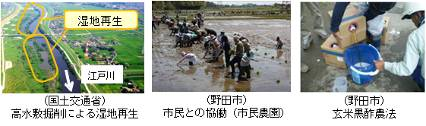 湿地再生
江戸川
(国土交通省)
高水敷掘削による湿地再生
(野田市)
市民との協働(市民農園)
(野田市)
玄米黒酢農法